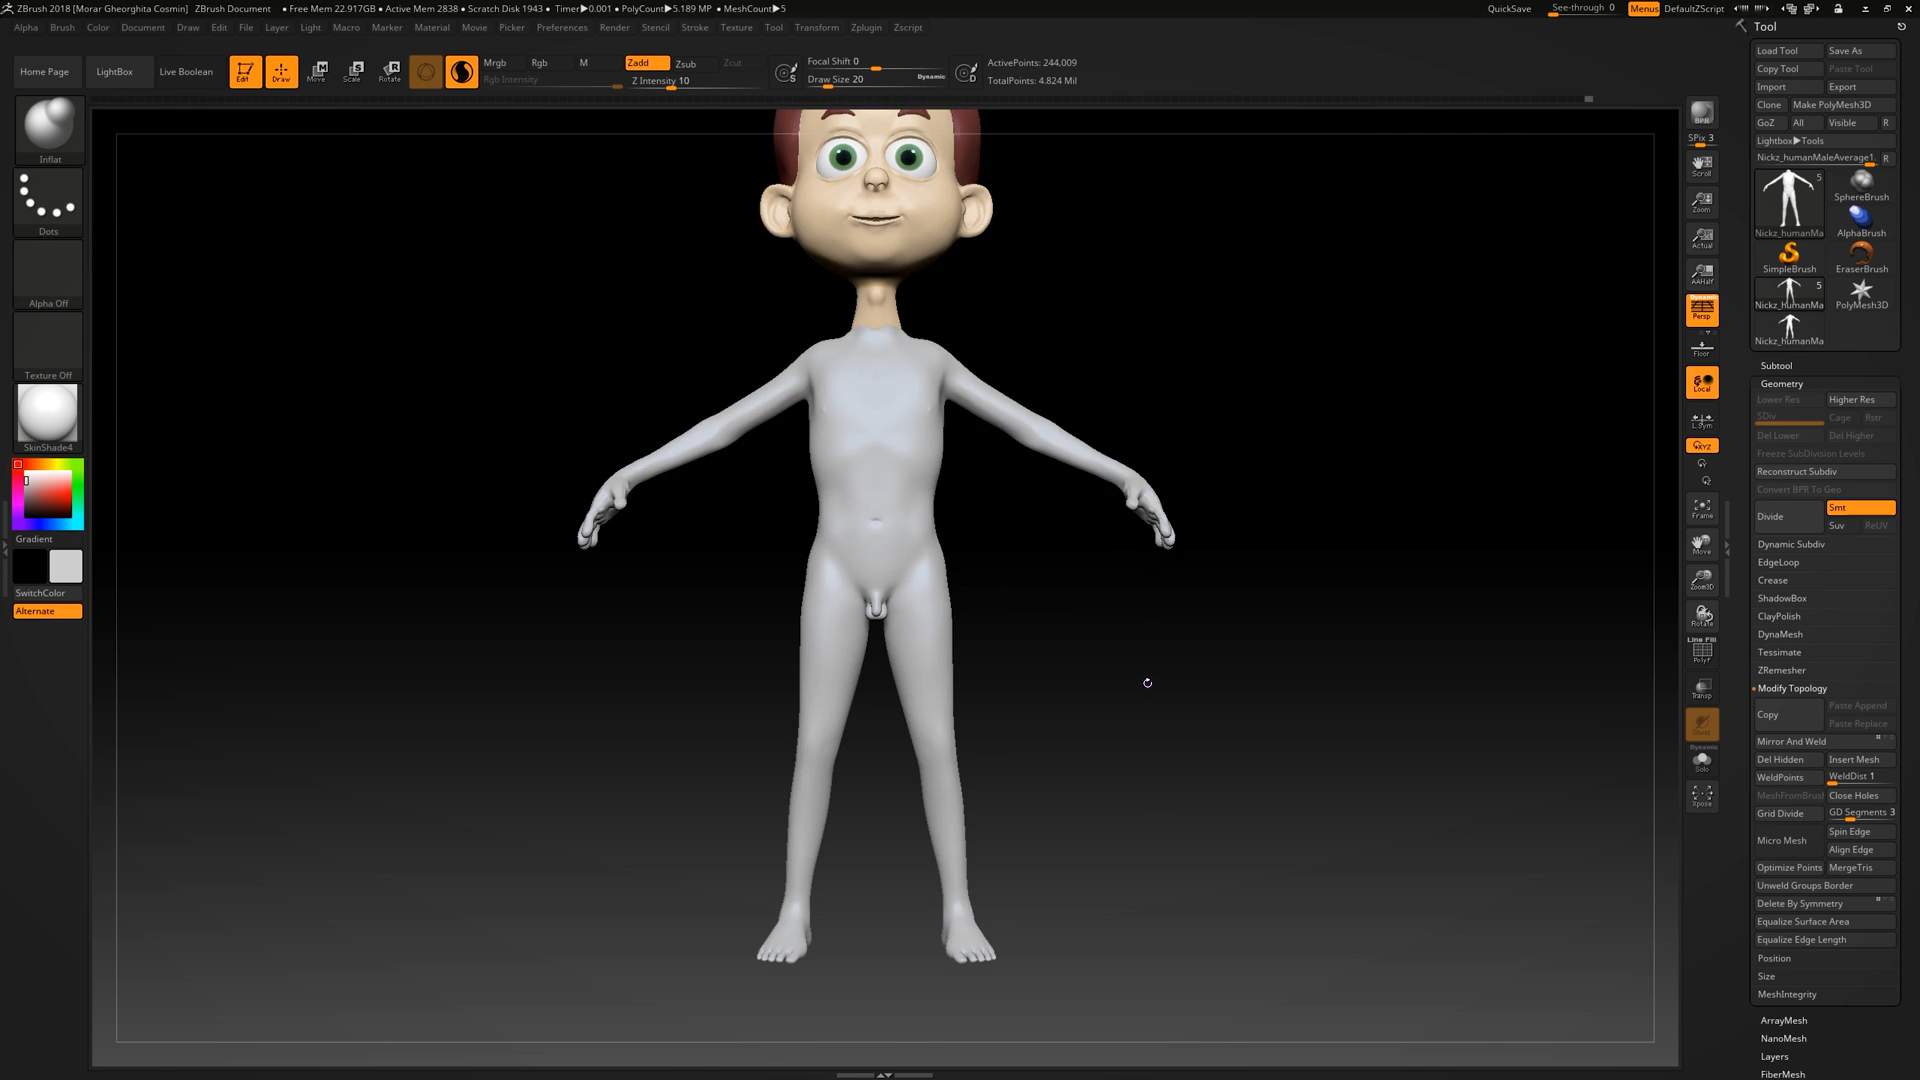 ZBrush 2018 [Morar Gheorghita Cosmin] ZBrush Document • Free Mem 22.917GB • Active Mem 2838 • Scratch Disk 1943 • Timer▶0.001 • PolyCount▶5.189 MP • MeshCount▶5 QuickSave See-through 0 Menus DefaultZScript
Alpha Brush Color Document Draw Edit File Layer Light Macro Marker Material Movie Picker Preferences Render Stencil Stroke Texture Tool Transform Zplugin Zscript
Home Page LightBox Live Boolean Edit Draw Move Scale Rotate
Mrgb Rgb M Zadd Zsub Zcut
Rgb Intensity Z Intensity 10
Focal Shift 0
Draw Size 20 Dynamic
ActivePoints: 244.009
TotalPoints: 4.824 Mil
Inflat
Dots
Alpha Off
Texture Off
SkinShade4
Gradient
SwitchColor
Alternate
BPR
SPix 3
Scroll
Zoom
Actual
AAHalf
Dynamic
Persp
Floor
Local
L.Sym
XYZ
Frame
Move
Zoom3D
Rotate
Line Fill
PolyF
Transp
Ghost
Dynamic
Solo
Xpose
Tool
Load Tool Save As
Copy Tool Paste Tool
Import Export
Clone Make PolyMesh3D
GoZ All Visible R
Lightbox▶Tools
Nickz_humanMaleAverage1. R
5
SphereBrush
Nickz_humanMa AlphaBrush
SimpleBrush EraserBrush
5
Nickz_humanMa PolyMesh3D
Nickz_humanMa
Subtool
Geometry
Lower Res Higher Res
SDiv Cage Rstr
Del Lower Del Higher
Freeze SubDivision Levels
Reconstruct Subdiv
Convert BPR To Geo
Divide Smt
Suv ReUV
Dynamic Subdiv
EdgeLoop
Crease
ShadowBox
ClayPolish
DynaMesh
Tessimate
ZRemesher
Modify Topology
Copy Paste Append
Paste Replace
Mirror And Weld
Del Hidden Insert Mesh
WeldPoints WeldDist 1
MeshFromBrush Close Holes
Grid Divide GD Segments 3
Micro Mesh Spin Edge
Align Edge
Optimize Points MergeTris
Unweld Groups Border
Delete By Symmetry
Equalize Surface Area
Equalize Edge Length
Position
Size
MeshIntegrity
ArrayMesh
NanoMesh
Layers
FiberMesh